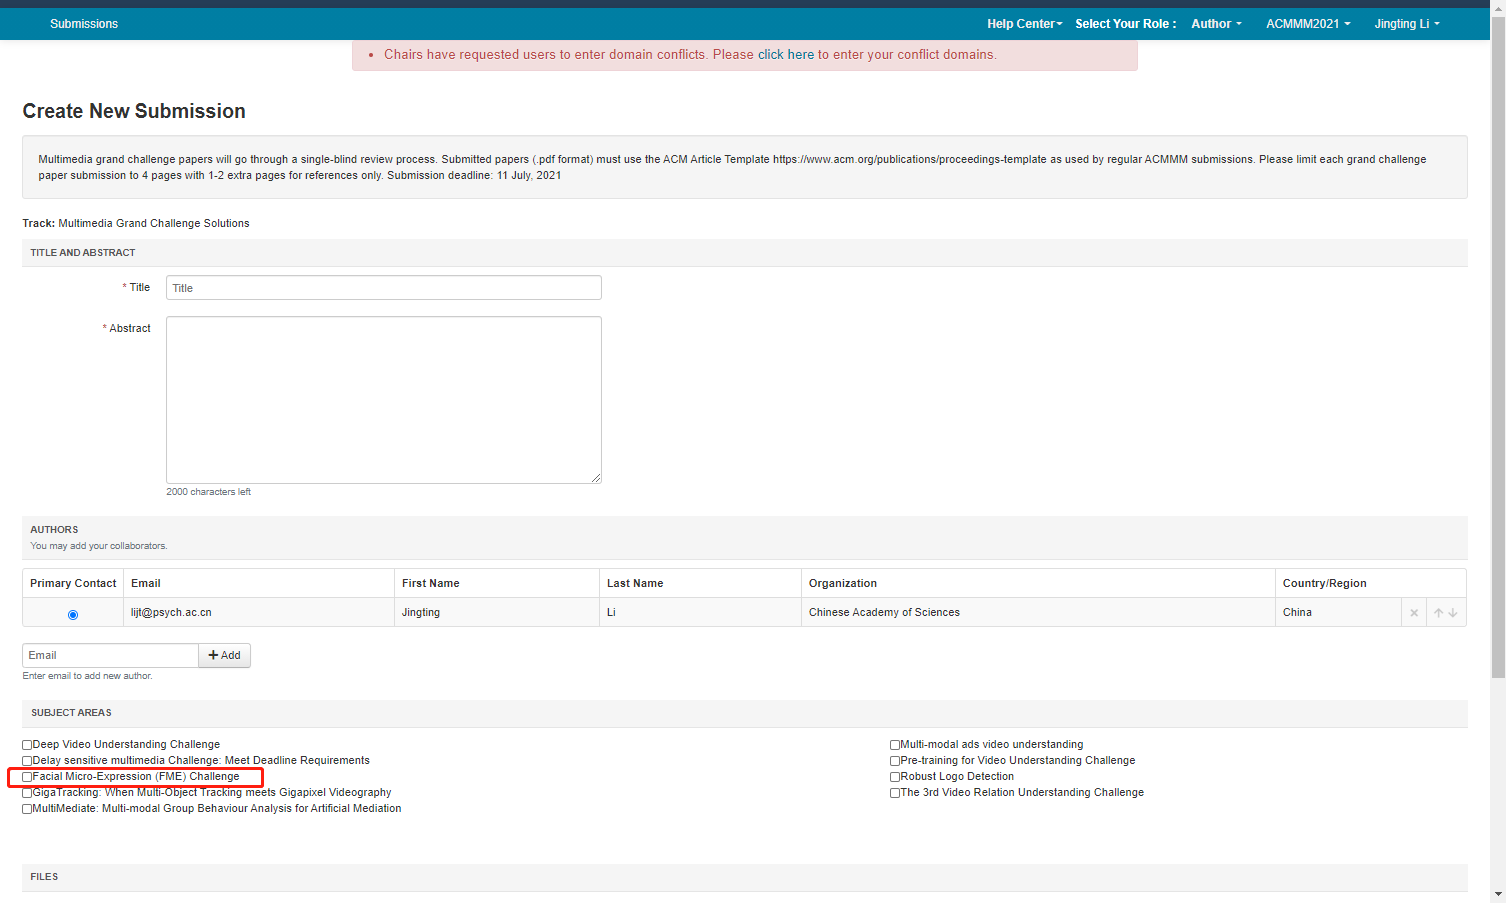 Submissions
Help Center
Select Your Role :
Author
ACMMM2021
Jingting Li
Chairs have requested users to enter domain conflicts. Please click here to enter your conflict domains.
Create New Submission
Multimedia grand challenge papers will go through a single-blind review process. Submitted papers (.pdf format) must use the ACM Article Template https://www.acm.org/publications/proceedings-template as used by regular ACMMM submissions. Please limit each grand challenge
paper submission to 4 pages with 1-2 extra pages for references only. Submission deadline: 11 July, 2021
Track: Multimedia Grand Challenge Solutions
TITLE AND ABSTRACT
* Title
Title
* Abstract
2000 characters left
AUTHORS
You may add your collaborators.
Primary Contact Email First Name Last Name Organization Country/Region
lijt@psych.ac.cn Jingting Li Chinese Academy of Sciences China
Email
+ Add
Enter email to add new author.
SUBJECT AREAS
Deep Video Understanding Challenge
Delay sensitive multimedia Challenge: Meet Deadline Requirements
Facial Micro-Expression (FME) Challenge
GigaTracking: When Multi-Object Tracking meets Gigapixel Videography
MultiMediate: Multi-modal Group Behaviour Analysis for Artificial Mediation
Multi-modal ads video understanding
Pre-training for Video Understanding Challenge
Robust Logo Detection
The 3rd Video Relation Understanding Challenge
FILES